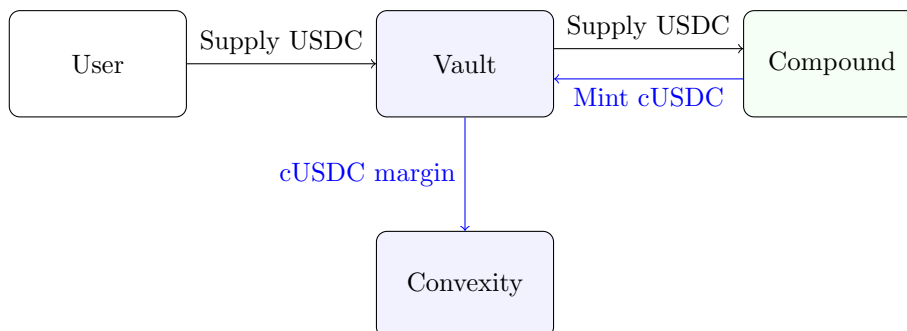 User
Supply USDC
Vault
Supply USDC
Mint cUSDC
Compound
cUSDC margin
Convexity